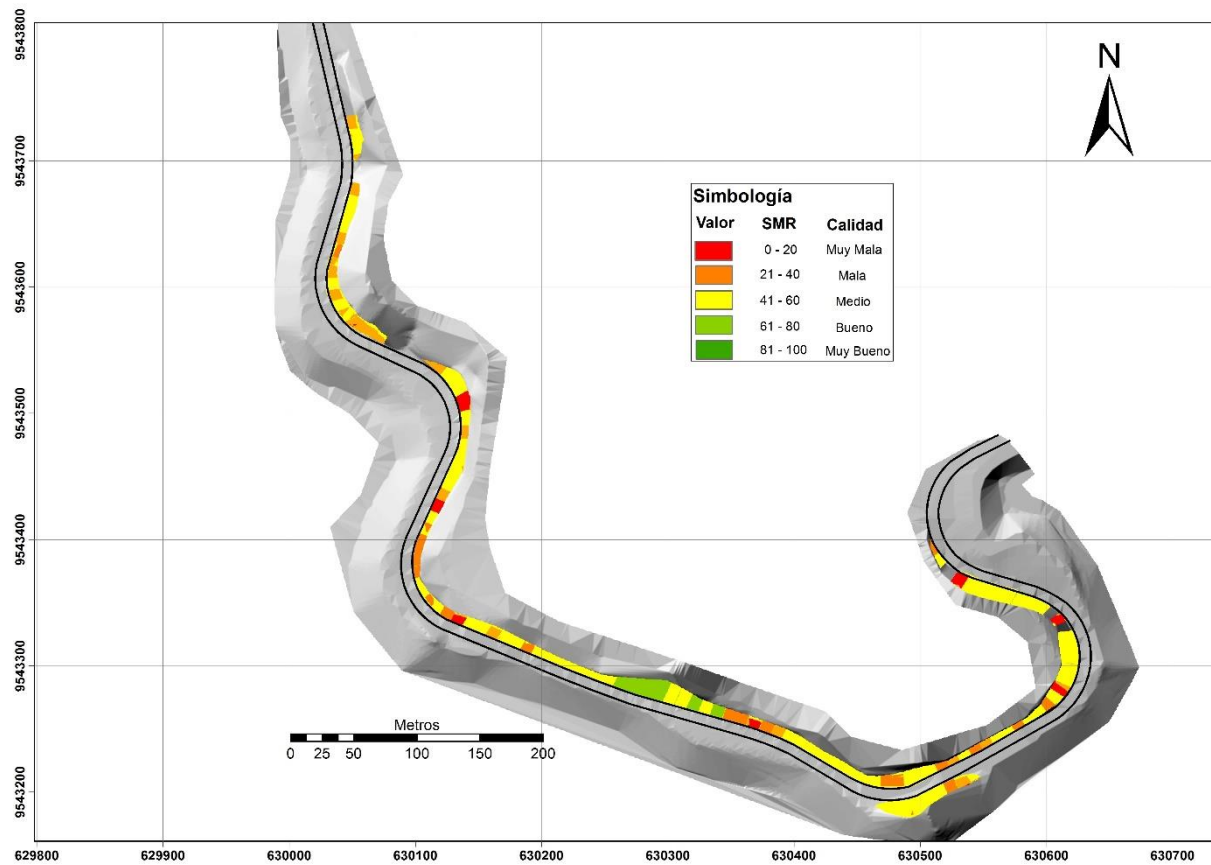 9543800
9543700
9543600
9543500
9543400
9543300
9543200
N
Simbología
Valor SMR Calidad
0 - 20 Muy Mala
21 - 40 Mala
41 - 60 Medio
61 - 80 Bueno
81 - 100 Muy Bueno
Metros
0 25 50 100 150 200
629800 629900 630000 630100 630200 630300 630400 630500 630600 630700